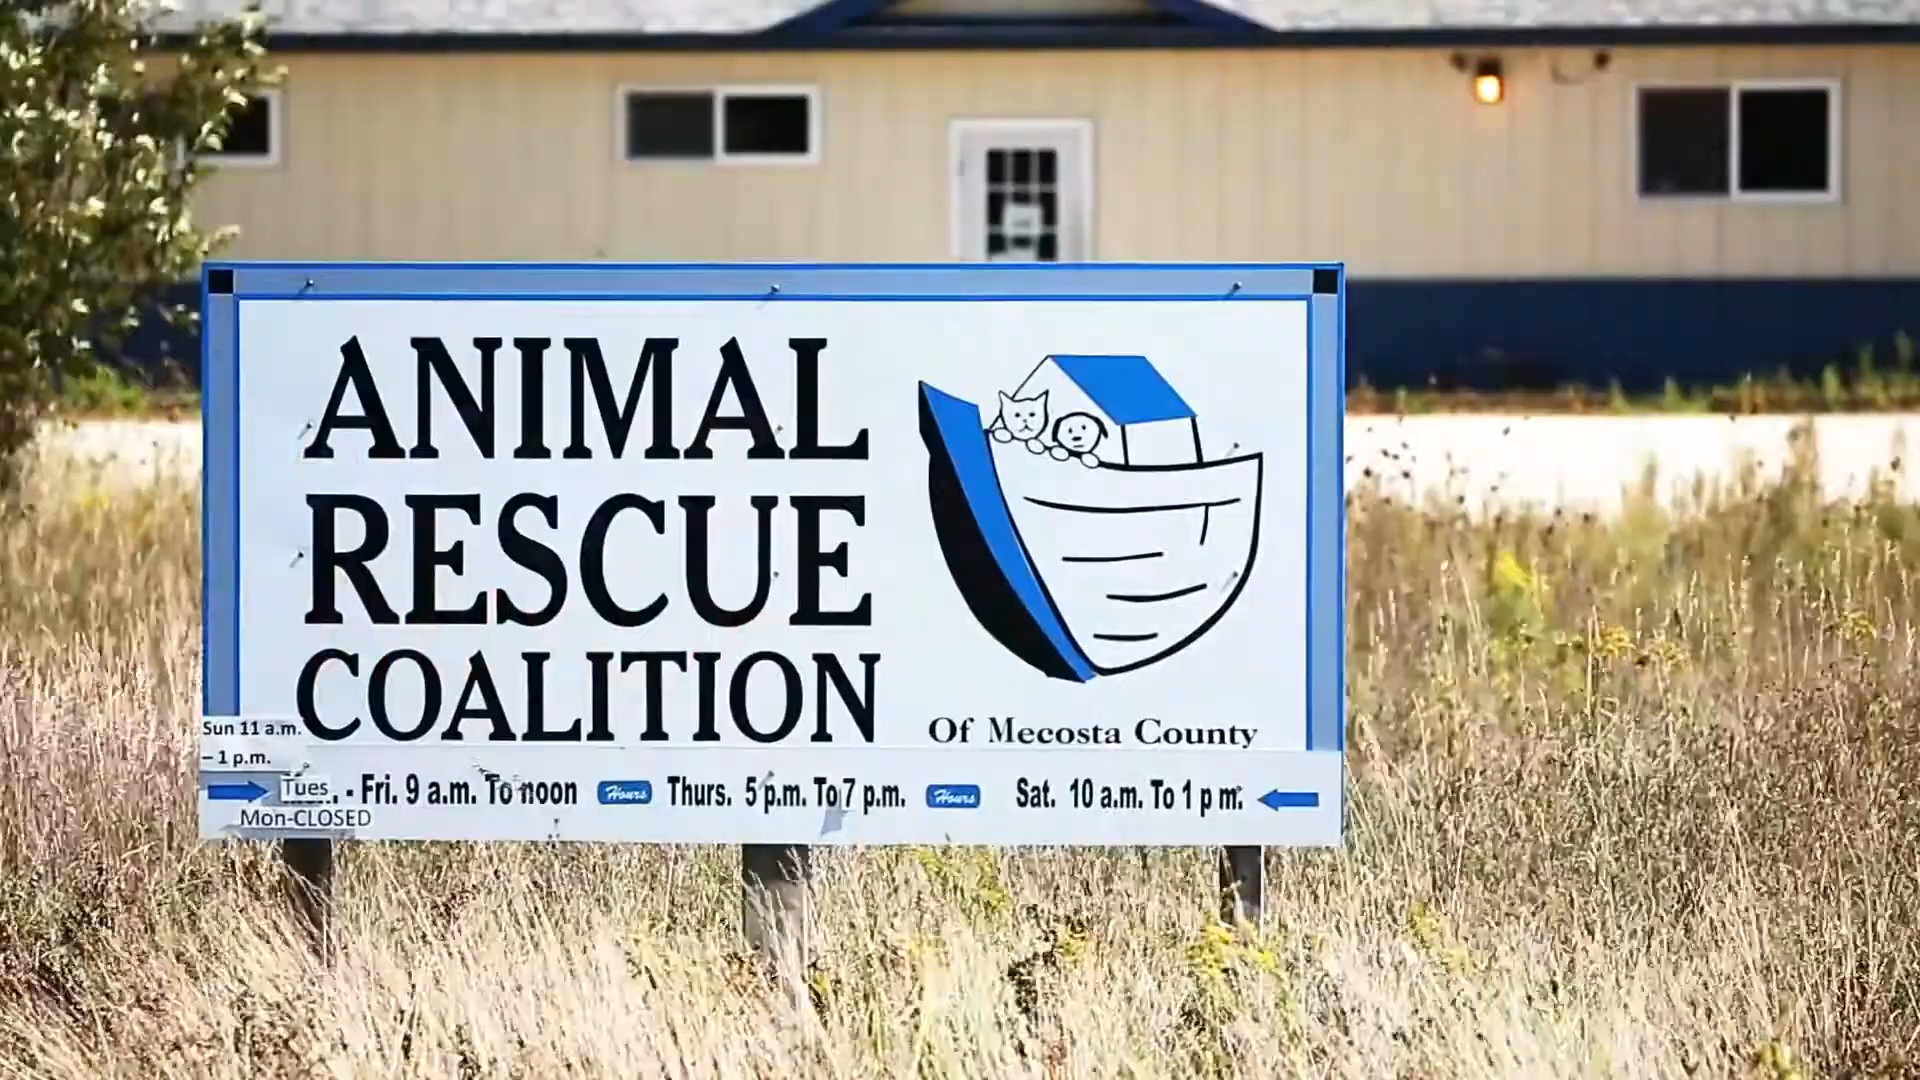 ANIMAL
RESCUE
COALITION
Of Mecosta County
Sun 11 a.m.
– 1 p.m.
Tues. - Fri. 9 a.m. To noon Hours Thurs. 5 p.m. To 7 p.m. Hours Sat. 10 a.m. To 1 p m.
Mon-CLOSED